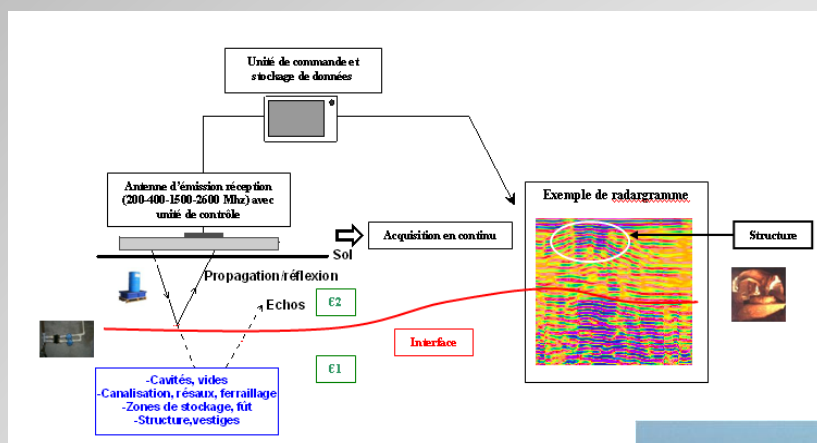 Unité de commande et
stockage de données
Antenne d'émission réception
(200-400-1500-2600 Mhz) avec
unité de contrôle
Exemple de radargramme
Acquisition en continu
Structure
Sol
Propagation/réflexion
Echos
€2
Interface
€1
-Cavités, vides
-Canalisation, résaux, ferraillage
-Zones de stockage, fût
-Structure,vestiges